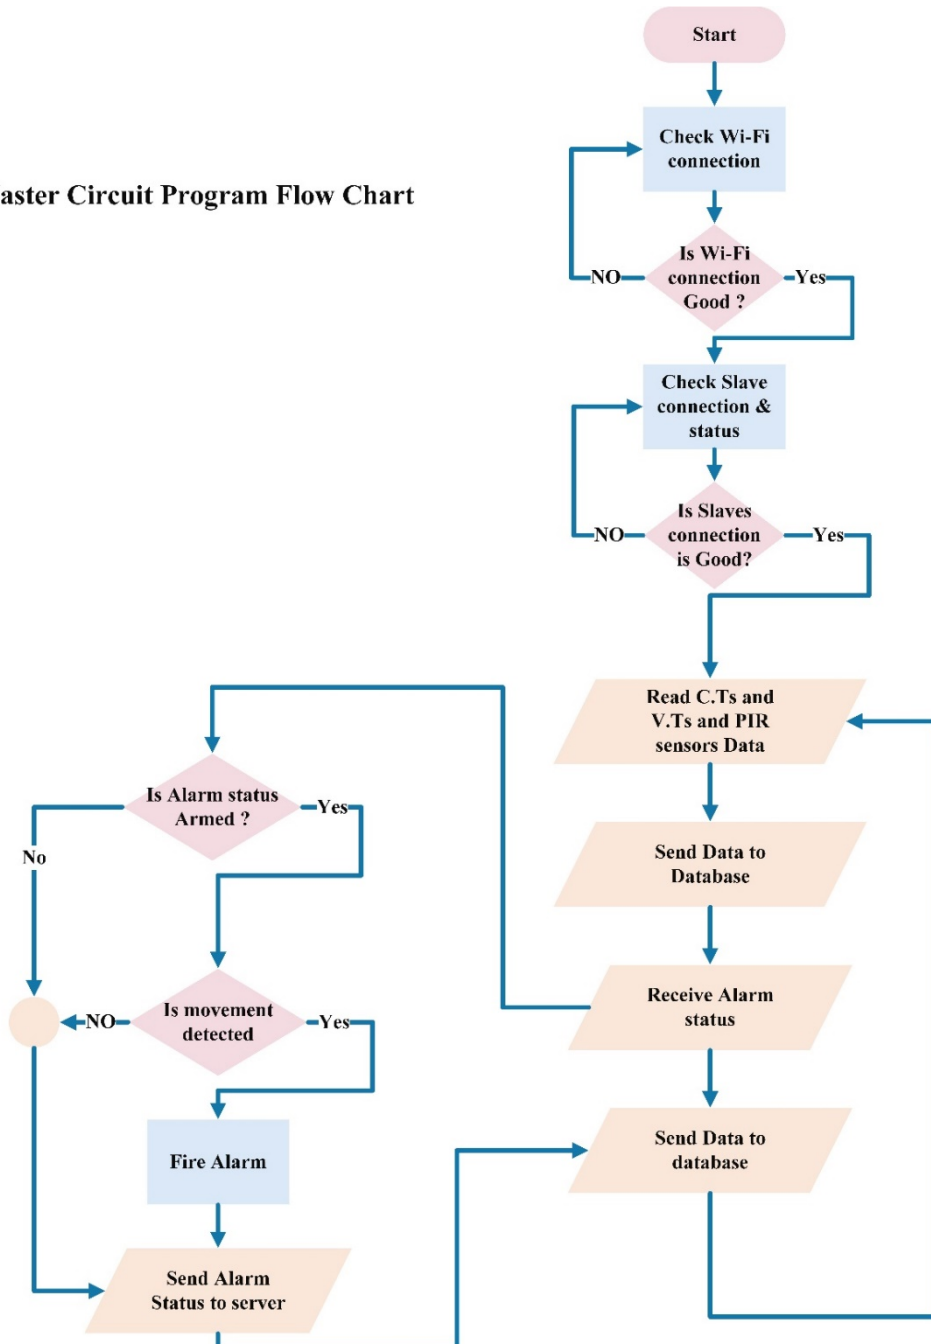 Start
Check Wi-Fi
connection
aster Circuit Program Flow Chart
Is Wi-Fi
connection
Good ?
NO
Yes
Check Slave
connection &
status
Is Slaves
connection
is Good?
NO
Yes
Read C.Ts and
V.Ts and PIR
sensors Data
Is Alarm status
Armed ?
Yes
No
Send Data to
Database
Receive Alarm
status
Is movement
detected
NO
Yes
Fire Alarm
Send Data to
database
Send Alarm
Status to server